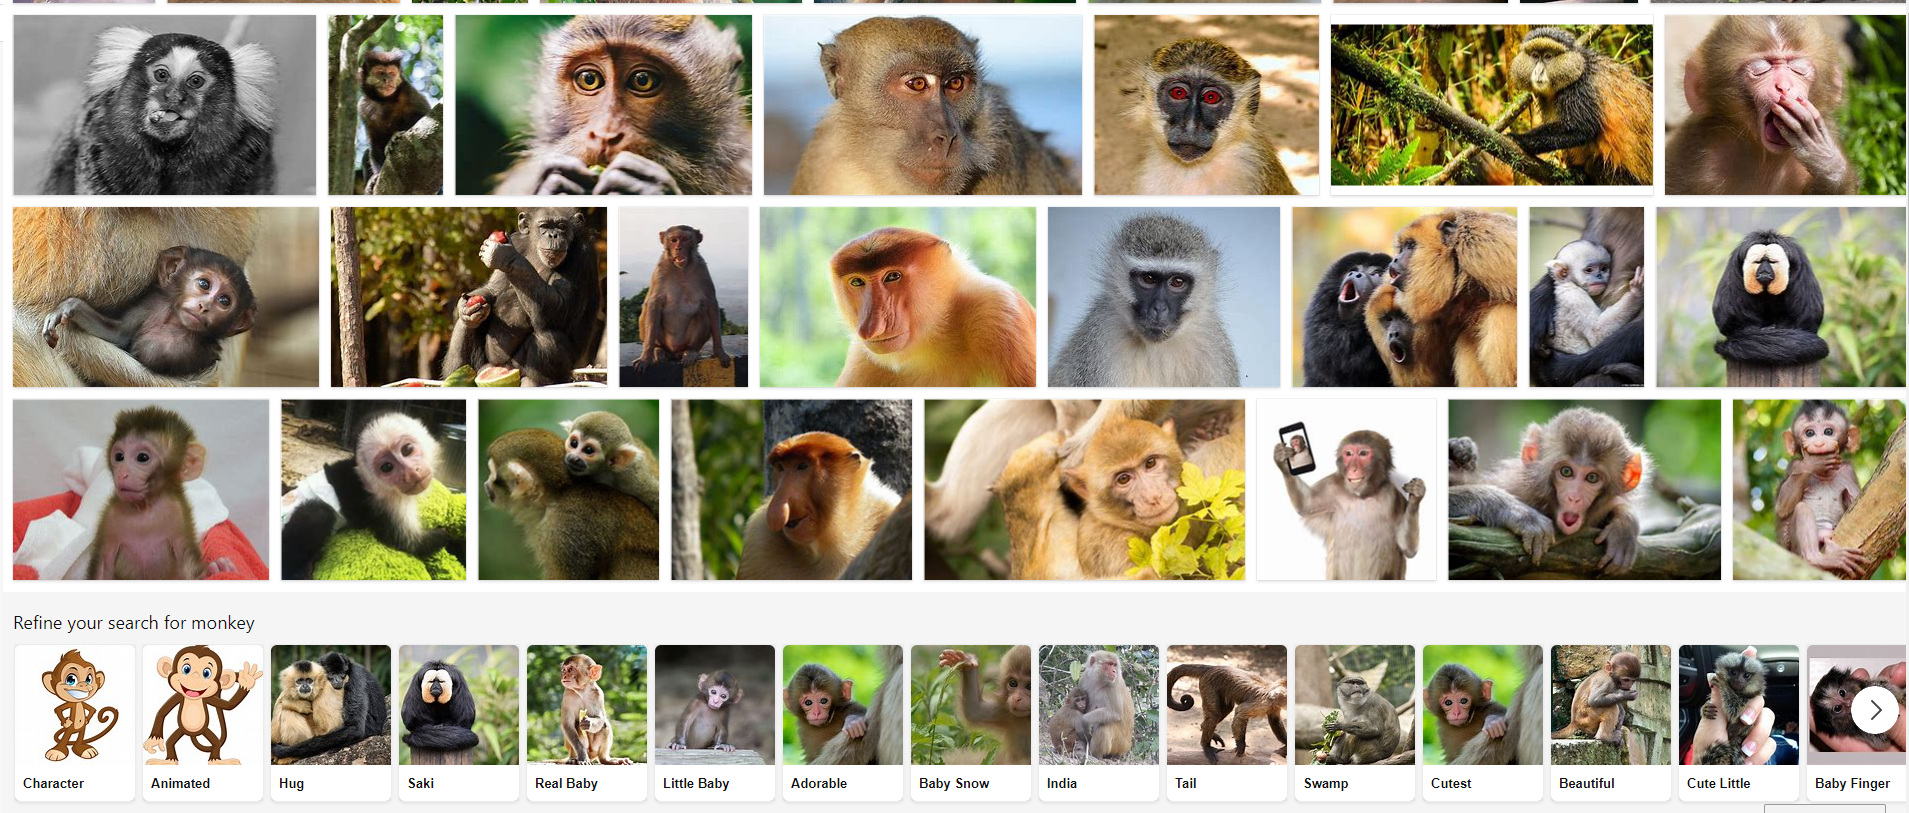 Refine your search for monkey
Character
Animated
Hug
Saki
Real Baby
Little Baby
Adorable
Baby Snow
India
Tail
Swamp
Cutest
Beautiful
Cute Little
Baby Finger